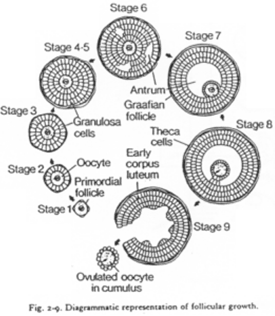 Stage 6
Stage 7
Stage 4·5
Antrum
Graafian
follicle
Stage 3
Granulosa
cells
Theca
cells
Stage 8
Stage 2
Oocyte
Primordial
follicle
Early
corpus
luteum
Stage 1
Stage 9
Ovulated oocyte
in cumulus
Fig. 2-9. Diagrammatic representation of follicular growth.